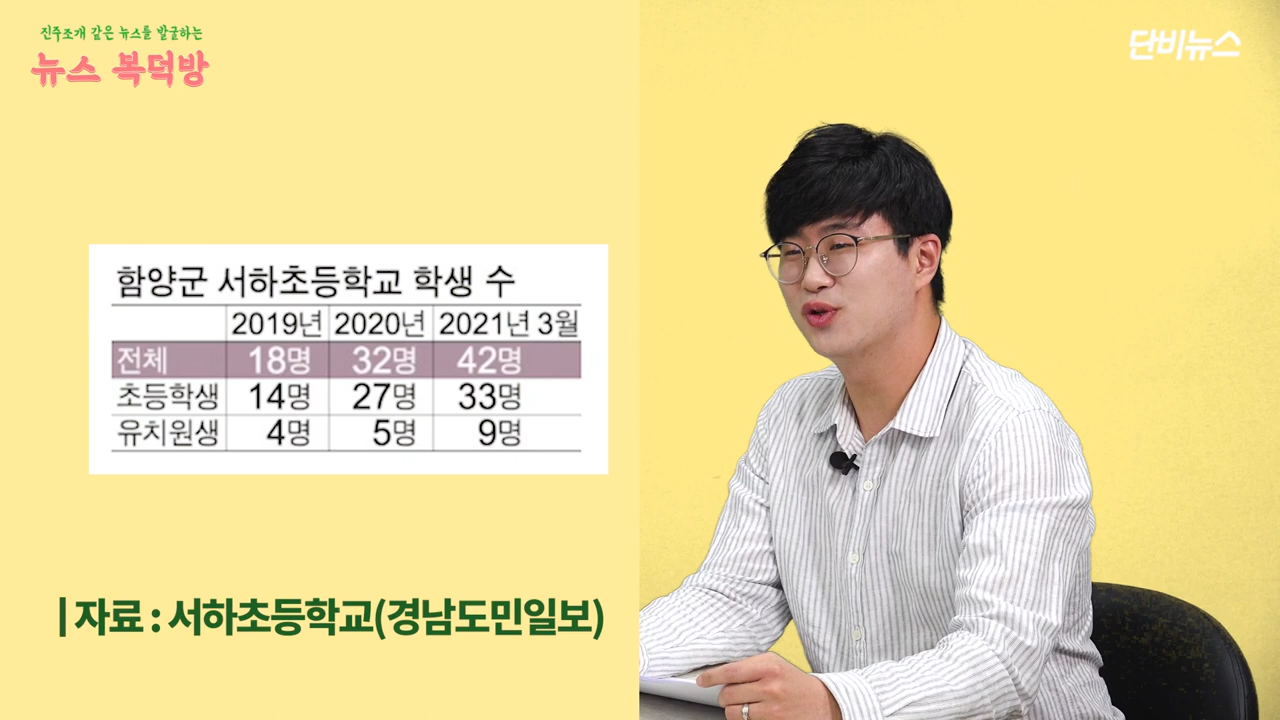 진주조개 같은 뉴스를 발굴하는
뉴스 복덕방
단비뉴스
함양군 서하초등학교 학생 수
2019년 2020년 2021년 3월
전체 18명 32명 42명
초등학생 14명 27명 33명
유치원생 4명 5명 9명
| 자료 : 서하초등학교(경남도민일보)